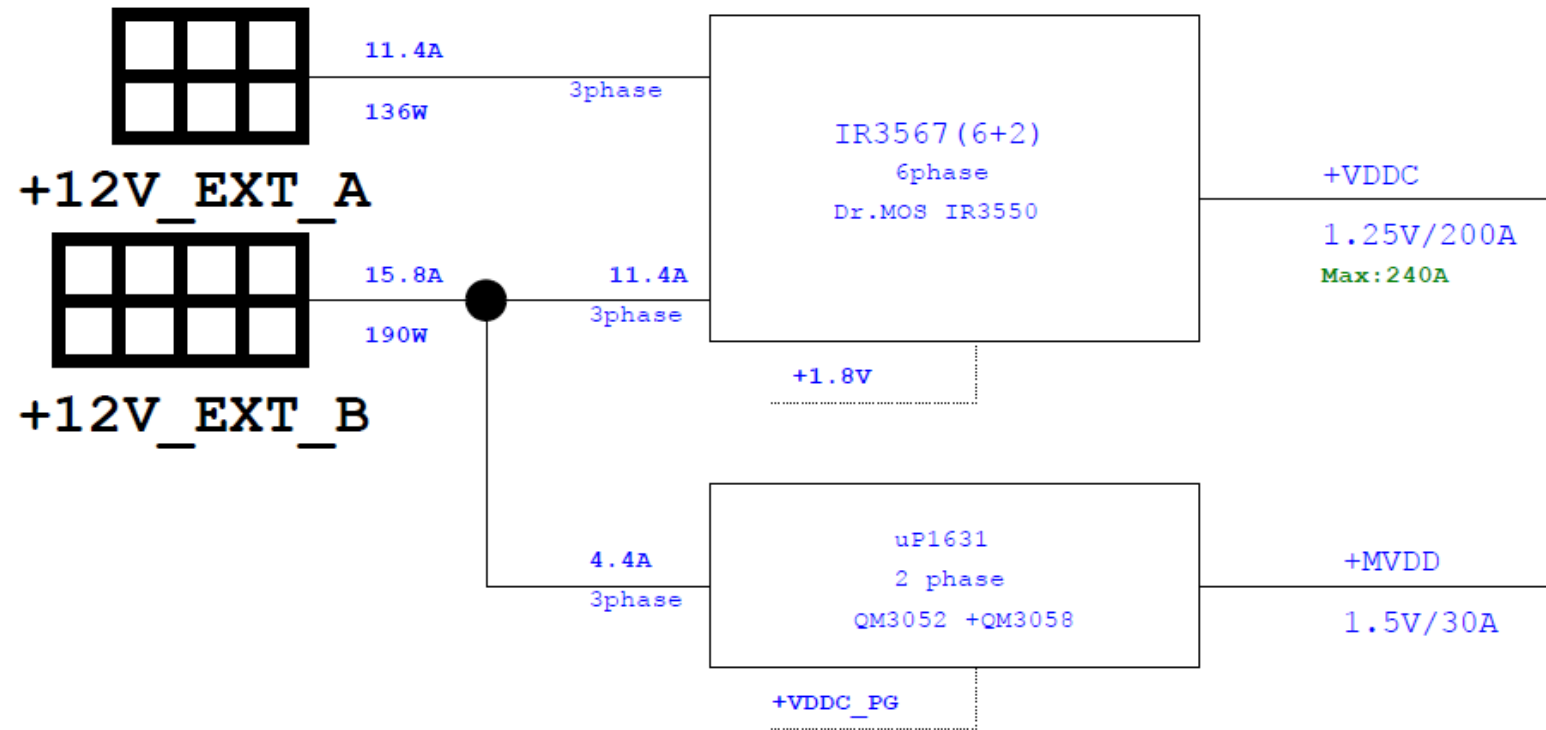 11.4A
3phase
136W
+12V_EXT_A
IR3567(6+2)
6phase
Dr.MOS IR3550
+VDDC
1.25V/200A
Max:240A
15.8A
11.4A
3phase
190W
+12V_EXT_B
+1.8V
4.4A
3phase
uP1631
2 phase
QM3052 +QM3058
+MVDD
1.5V/30A
+VDDC_PG